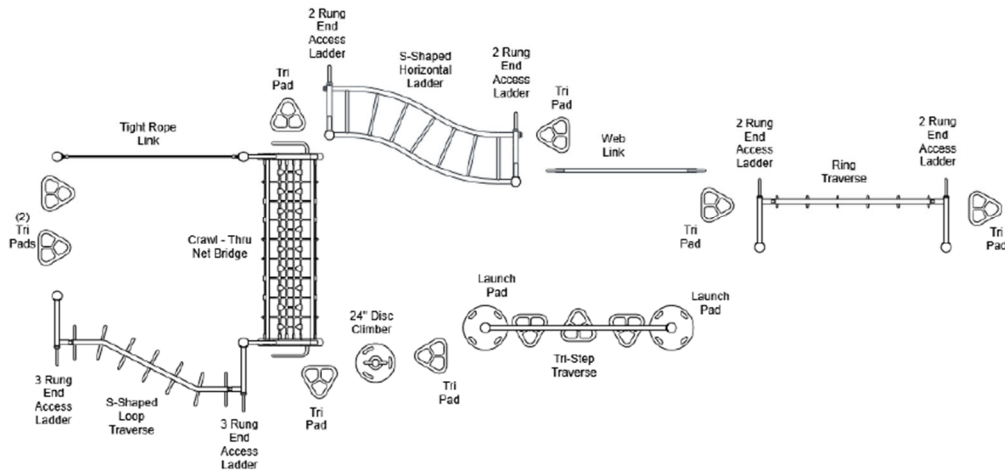 2 Rung
End
Access
Ladder
S-Shaped
Horizontal
Ladder
2 Rung
End
Access
Ladder
Tri
Pad
Tri
Pad
Tight Rope
Link
Web
Link
2 Rung
End
Access
Ladder
2 Rung
End
Access
Ladder
Ring
Traverse
(2)
Tri
Pads
Crawl - Thru
Net Bridge
Tri
Pad
Tri
Pad
Launch
Pad
Launch
Pad
24" Disc
Climber
Tri-Step
Traverse
3 Rung
End
Access
Ladder
S-Shaped
Loop
Traverse
3 Rung
End
Access
Ladder
Tri
Pad
Tri
Pad